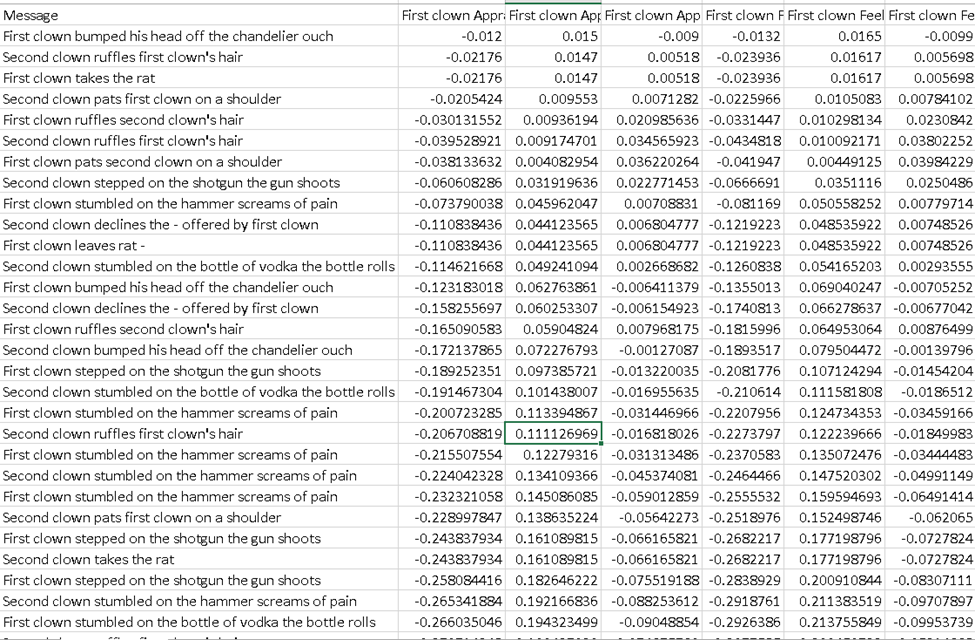 Message First clown Appr First clown App First clown App First clown F First clown Feel First clown Fe
First clown bumped his head off the chandelier ouch -0.012 0.015 -0.009 -0.0132 0.0165 -0.0099
Second clown ruffles first clown's hair -0.02176 0.0147 0.00518 -0.023936 0.01617 0.005698
First clown takes the rat -0.02176 0.0147 0.00518 -0.023936 0.01617 0.005698
Second clown pats first clown on a shoulder -0.0205424 0.009553 0.0071282 -0.0225966 0.0105083 0.00784102
First clown ruffles second clown's hair -0.030131552 0.00936194 0.020985636 -0.0331447 0.010298134 0.0230842
Second clown ruffles first clown's hair -0.039528921 0.009174701 0.034565923 -0.0434818 0.010092171 0.03802252
First clown pats second clown on a shoulder -0.038133632 0.004082954 0.036220264 -0.041947 0.00449125 0.03984229
Second clown stepped on the shotgun the gun shoots -0.060608286 0.031919636 0.022771453 -0.0666691 0.0351116 0.0250486
First clown stumbled on the hammer screams of pain -0.073790038 0.045962047 0.00708831 -0.081169 0.050558252 0.00779714
Second clown declines the - offered by first clown -0.110838436 0.044123565 0.006804777 -0.1219223 0.048535922 0.00748526
First clown leaves rat - -0.110838436 0.044123565 0.006804777 -0.1219223 0.048535922 0.00748526
Second clown stumbled on the bottle of vodka the bottle rolls -0.114621668 0.049241094 0.002668682 -0.1260838 0.054165203 0.00293555
First clown bumped his head off the chandelier ouch -0.123183018 0.062763861 -0.006411379 -0.1355013 0.069040247 -0.00705252
Second clown declines the - offered by first clown -0.158255697 0.060253307 -0.006154923 -0.1740813 0.066278637 -0.00677042
First clown ruffles second clown's hair -0.165090583 0.05904824 0.007968175 -0.1815996 0.064953064 0.00876499
Second clown bumped his head off the chandelier ouch -0.172137865 0.072276793 -0.00127087 -0.1893517 0.079504472 -0.00139796
First clown stepped on the shotgun the gun shoots -0.189252351 0.097385721 -0.013220035 -0.2081776 0.107124294 -0.01454204
Second clown stumbled on the bottle of vodka the bottle rolls -0.191467304 0.101438007 -0.016955635 -0.210614 0.111581808 -0.0186512
First clown stumbled on the hammer screams of pain -0.200723285 0.113394867 -0.031446966 -0.2207956 0.124734353 -0.03459166
Second clown ruffles first clown's hair -0.206708819 0.111126969 -0.016818026 -0.2273797 0.122239666 -0.01849983
First clown stumbled on the hammer screams of pain -0.215507554 0.12279316 -0.031313486 -0.2370583 0.135072476 -0.03444483
Second clown stumbled on the hammer screams of pain -0.224042328 0.134109366 -0.045374081 -0.2464466 0.147520302 -0.04991149
First clown stumbled on the hammer screams of pain -0.232321058 0.145086085 -0.059012859 -0.2555532 0.159594693 -0.06491414
Second clown pats first clown on a shoulder -0.228997847 0.138635224 -0.05642273 -0.2518976 0.152498746 -0.062065
First clown stepped on the shotgun the gun shoots -0.243837934 0.161089815 -0.066165821 -0.2682217 0.177198796 -0.0727824
Second clown takes the rat -0.243837934 0.161089815 -0.066165821 -0.2682217 0.177198796 -0.0727824
First clown stepped on the shotgun the gun shoots -0.258084416 0.182646222 -0.075519188 -0.2838929 0.200910844 -0.08307111
Second clown stumbled on the hammer screams of pain -0.265341884 0.192166836 -0.088253612 -0.2918761 0.211383519 -0.09707897
First clown stumbled on the bottle of vodka the bottle rolls -0.266035046 0.194323499 -0.09048854 -0.2926386 0.213755849 -0.09953739